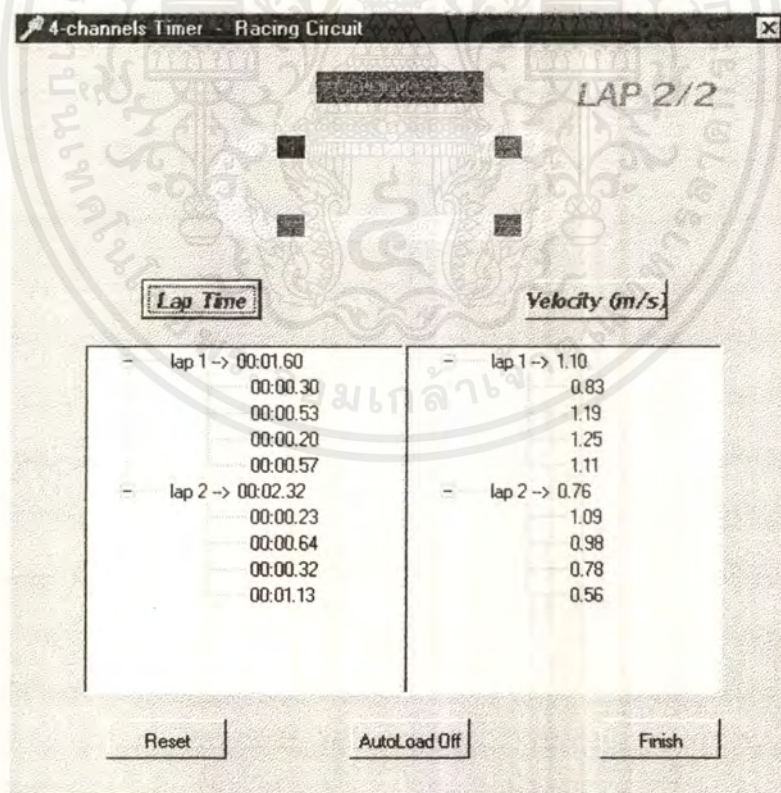 4-channels Timer - Racing Circuit
LAP 2/2
Lap Time
Velocity (m/s)
lap 1 --> 00:01.60
00:00.30
00:00.53
00:00.20
00:00.57
lap 2 --> 00:02.32
00:00.23
00:00.64
00:00.32
00:01.13
lap 1 --> 1.10
0.83
1.19
1.25
1.11
lap 2 --> 0.76
1.09
0.98
0.78
0.56
Reset
AutoLoad Off
Finish